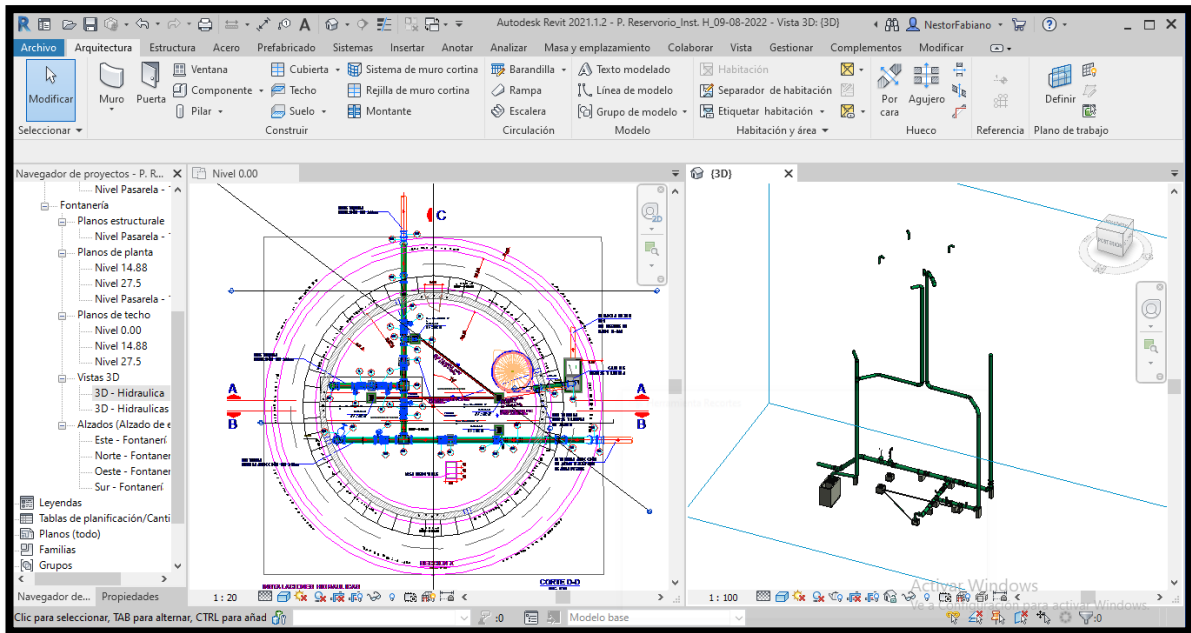 Autodesk Revit 2021.1.2 - P. Reservorio_Inst. H_09-08-2022 - Vista 3D: {3D}
NestorFabiano
Archivo Arquitectura Estructura Acero Prefabricado Sistemas Insertar Anotar Analizar Masa y emplazamiento Colaborar Vista Gestionar Complementos Modificar
Modificar
Muro
Puerta
Ventana
Componente
Pilar
Cubierta
Techo
Suelo
Sistema de muro cortina
Rejilla de muro cortina
Montante
Barandilla
Rampa
Escalera
Texto modelado
Línea de modelo
Grupo de modelo
Habitación
Separador de habitación
Etiquetar habitación
Por cara
Agujero
Definir
Seleccionar Construir Circulación Modelo Habitación y área Hueco Referencia Plano de trabajo
Navegador de proyectos - P. R...
Nivel Pasarela -
Fontanería
Planos estructurale
Nivel Pasarela -
Planos de planta
Nivel 14.88
Nivel 27.5
Nivel Pasarela -
Planos de techo
Nivel 0.00
Nivel 14.88
Nivel 27.5
Vistas 3D
3D - Hidraulica
3D - Hidraulicas
Alzados (Alzado de e
Este - Fontanerí
Norte - Fontaner
Oeste - Fontaner
Sur - Fontanerí
Leyendas
Tablas de planificación/Canti
Planos (todo)
Familias
Grupos
Navegador de... Propiedades
Nivel 0.00
2D
C
A
B
A
B
INSTALACIONES HIDRAULICAS
CORTE D-D
1 : 20
{3D}
1 : 100
Activar Windows
Ve a Configuración para activar Windows.
Clic para seleccionar, TAB para alternar, CTRL para añad
:0
Modelo base
:0